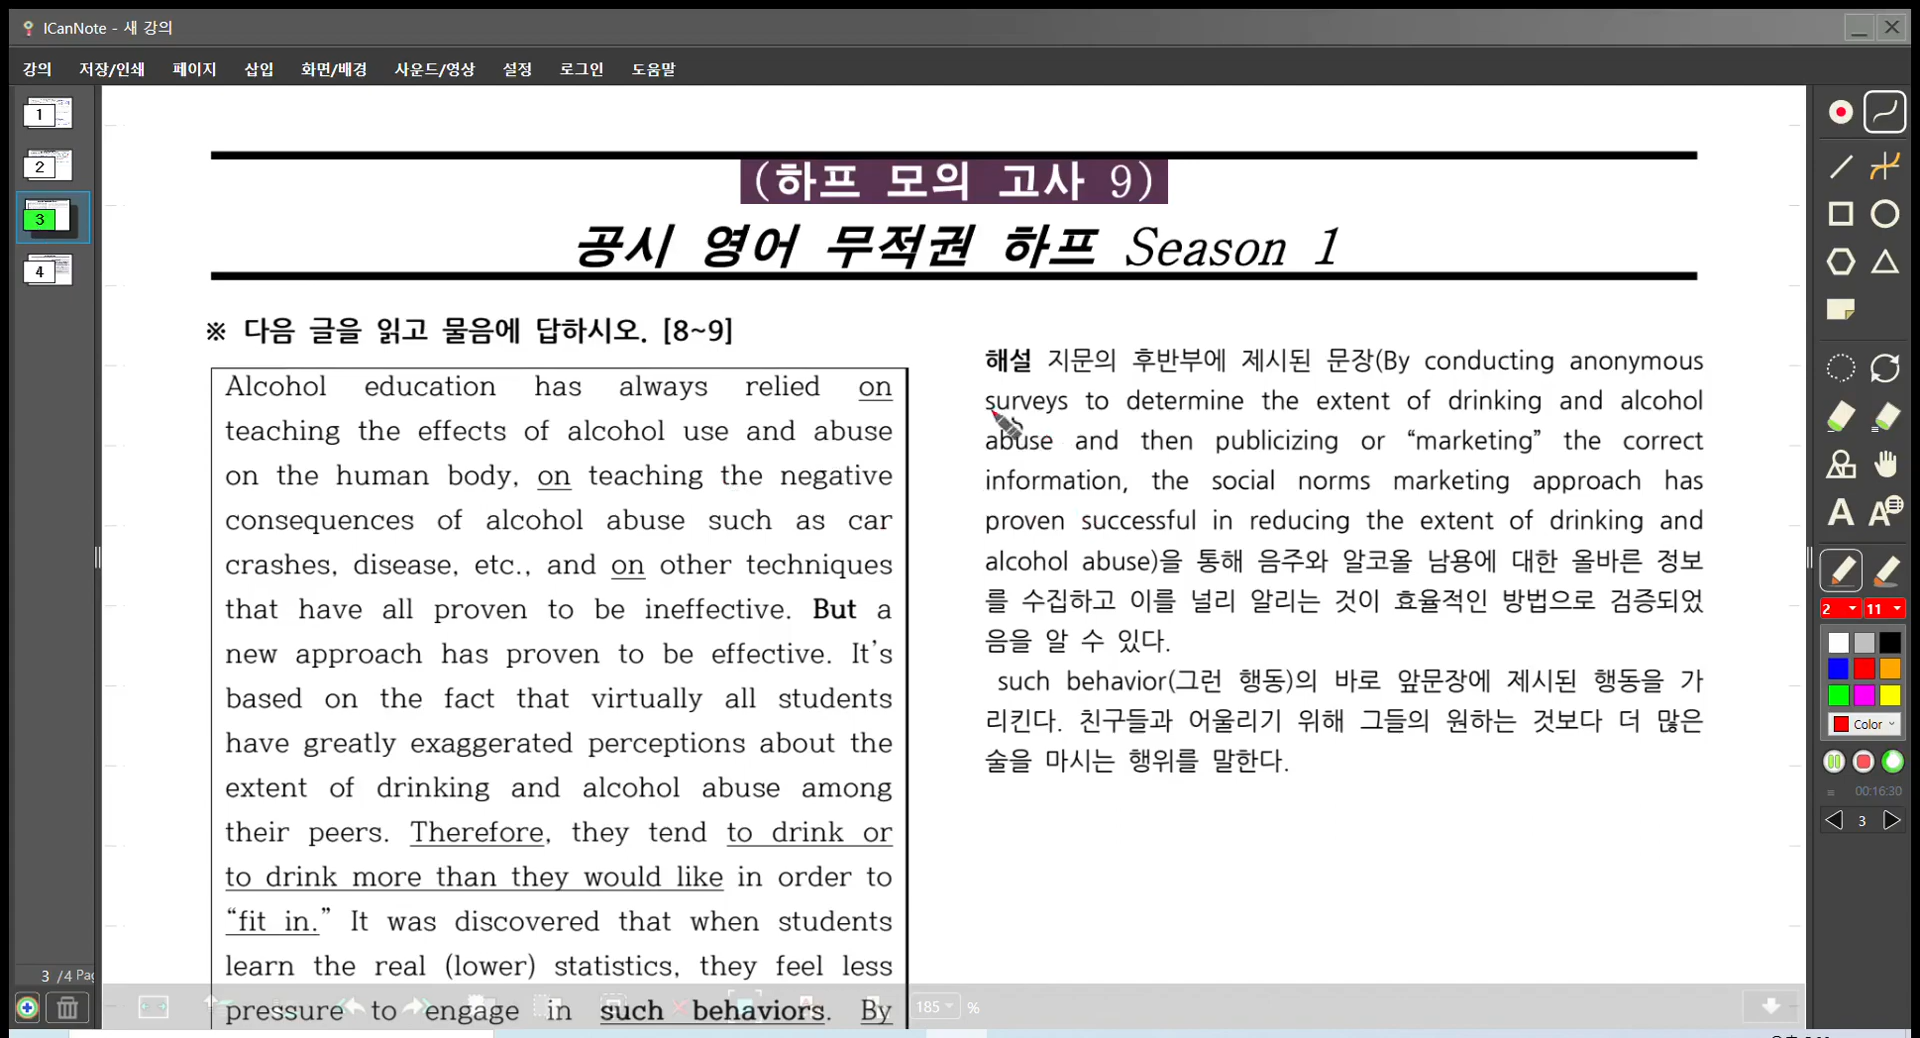 ICanNote - 새 강의
강의 저장/인쇄 페이지 삽입 화면/배경 사운드/영상 설정 로그인 도움말
1
2
3
4
(하프 모의 고사 9)
공시 영어 무적권 하프 Season 1
※ 다음 글을 읽고 물음에 답하시오. [8~9]
Alcohol education has always relied on
teaching the effects of alcohol use and abuse
on the human body, on teaching the negative
consequences of alcohol abuse such as car
crashes, disease, etc., and on other techniques
that have all proven to be ineffective. But a
new approach has proven to be effective. It's
based on the fact that virtually all students
have greatly exaggerated perceptions about the
extent of drinking and alcohol abuse among
their peers. Therefore, they tend to drink or
to drink more than they would like in order to
“fit in.” It was discovered that when students
learn the real (lower) statistics, they feel less
pressure to engage in such behaviors. By
해설 지문의 후반부에 제시된 문장(By conducting anonymous
surveys to determine the extent of drinking and alcohol
abuse and then publicizing or “marketing” the correct
information, the social norms marketing approach has
proven successful in reducing the extent of drinking and
alcohol abuse)을 통해 음주와 알코올 남용에 대한 올바른 정보
를 수집하고 이를 널리 알리는 것이 효율적인 방법으로 검증되었
음을 알 수 있다.
such behavior(그런 행동)의 바로 앞문장에 제시된 행동을 가
리킨다. 친구들과 어울리기 위해 그들의 원하는 것보다 더 많은
술을 마시는 행위를 말한다.
2 11
Color
00:16:30
3
3 /4
185 %